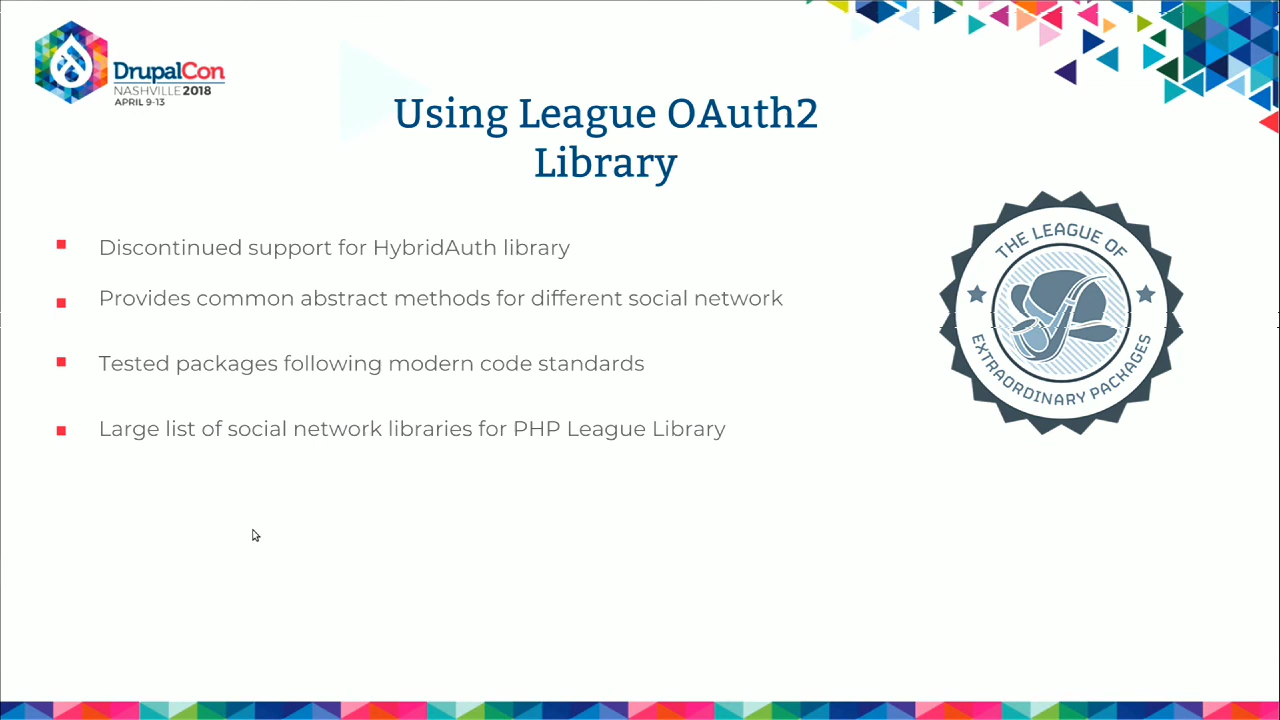 DrupalCon
NASHVILLE 2018
APRIL 9-13
Using League OAuth2
Library
Discontinued support for HybridAuth library
Provides common abstract methods for different social network
Tested packages following modern code standards
Large list of social network libraries for PHP League Library
THE LEAGUE OF
EXTRAORDINARY PACKAGES